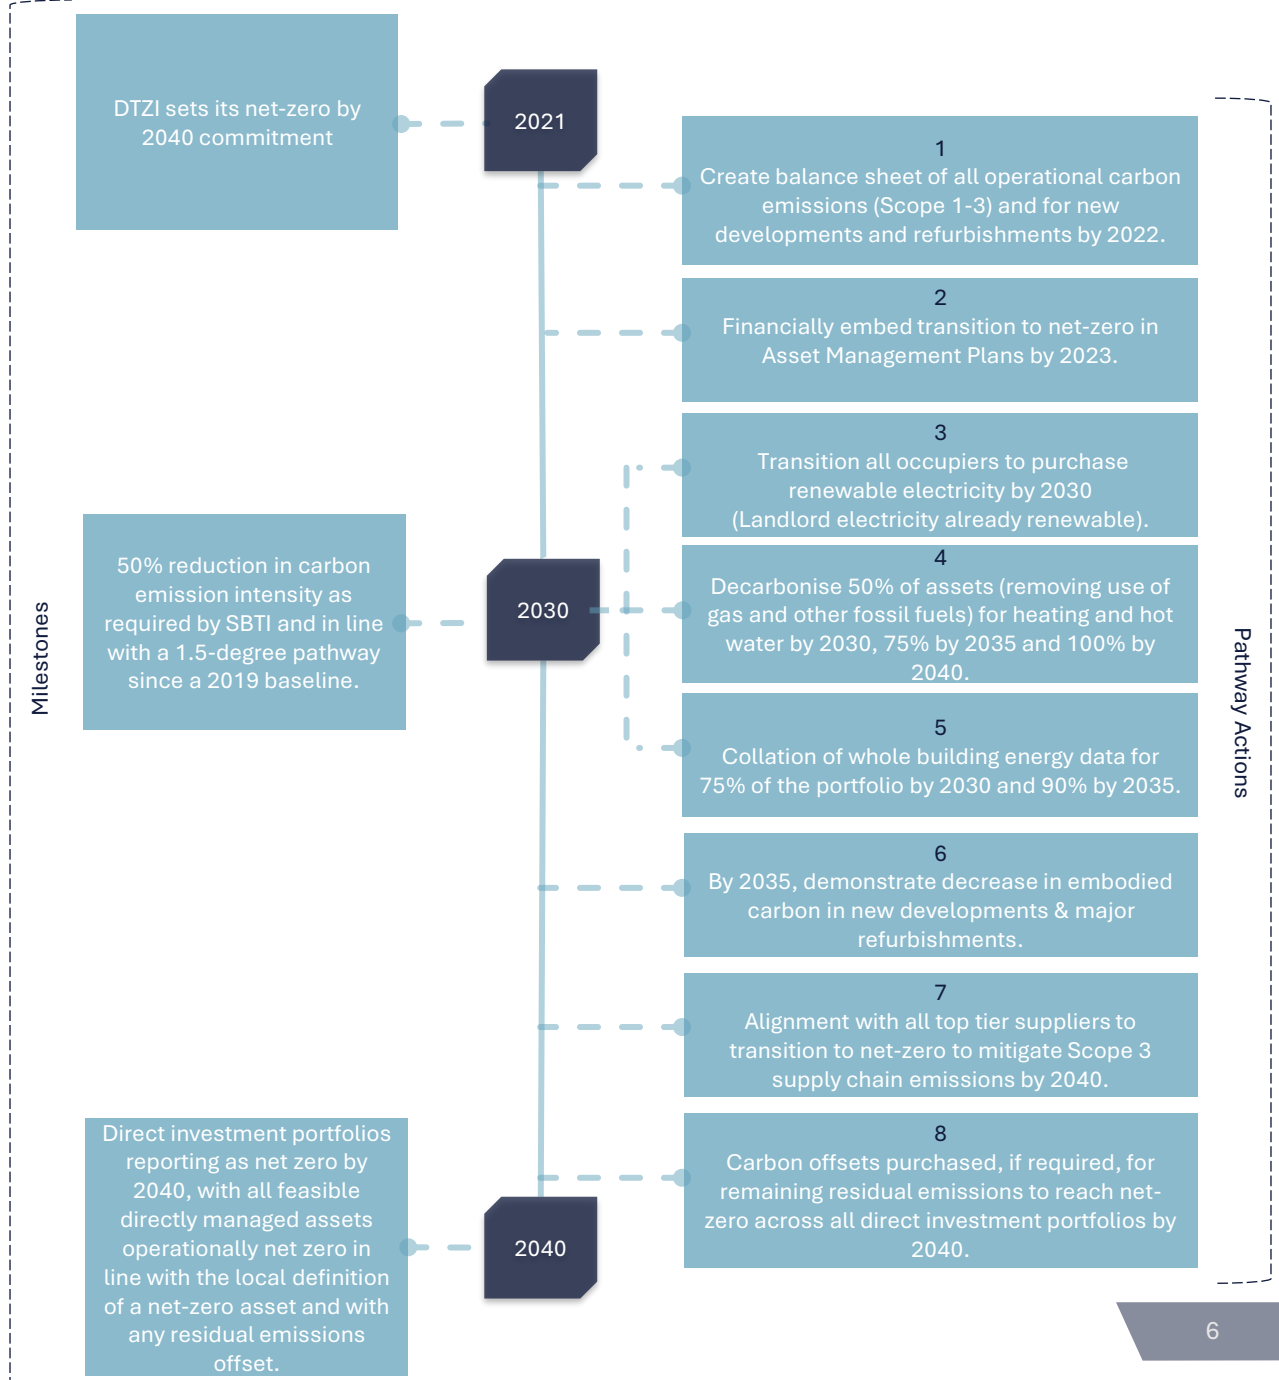 Milestones
DTZI sets its net-zero by
2040 commitment
2021
1
Create balance sheet of all operational carbon
emissions (Scope 1-3) and for new
developments and refurbishments by 2022.
2
Financially embed transition to net-zero in
Asset Management Plans by 2023.
50% reduction in carbon
emission intensity as
required by SBTI and in line
with a 1.5-degree pathway
since a 2019 baseline.
2030
3
Transition all occupiers to purchase
renewable electricity by 2030
(Landlord electricity already renewable).
4
Decarbonise 50% of assets (removing use of
gas and other fossil fuels) for heating and hot
water by 2030, 75% by 2035 and 100% by
2040.
5
Collation of whole building energy data for
75% of the portfolio by 2030 and 90% by 2035.
6
By 2035, demonstrate decrease in embodied
carbon in new developments & major
refurbishments.
7
Alignment with all top tier suppliers to
transition to net-zero to mitigate Scope 3
supply chain emissions by 2040.
Direct investment portfolios
reporting as net zero by
2040, with all feasible
directly managed assets
operationally net zero in
line with the local definition
of a net-zero asset and with
any residual emissions
offset.
2040
8
Carbon offsets purchased, if required, for
remaining residual emissions to reach net-
zero across all direct investment portfolios by
2040.
Pathway Actions
6